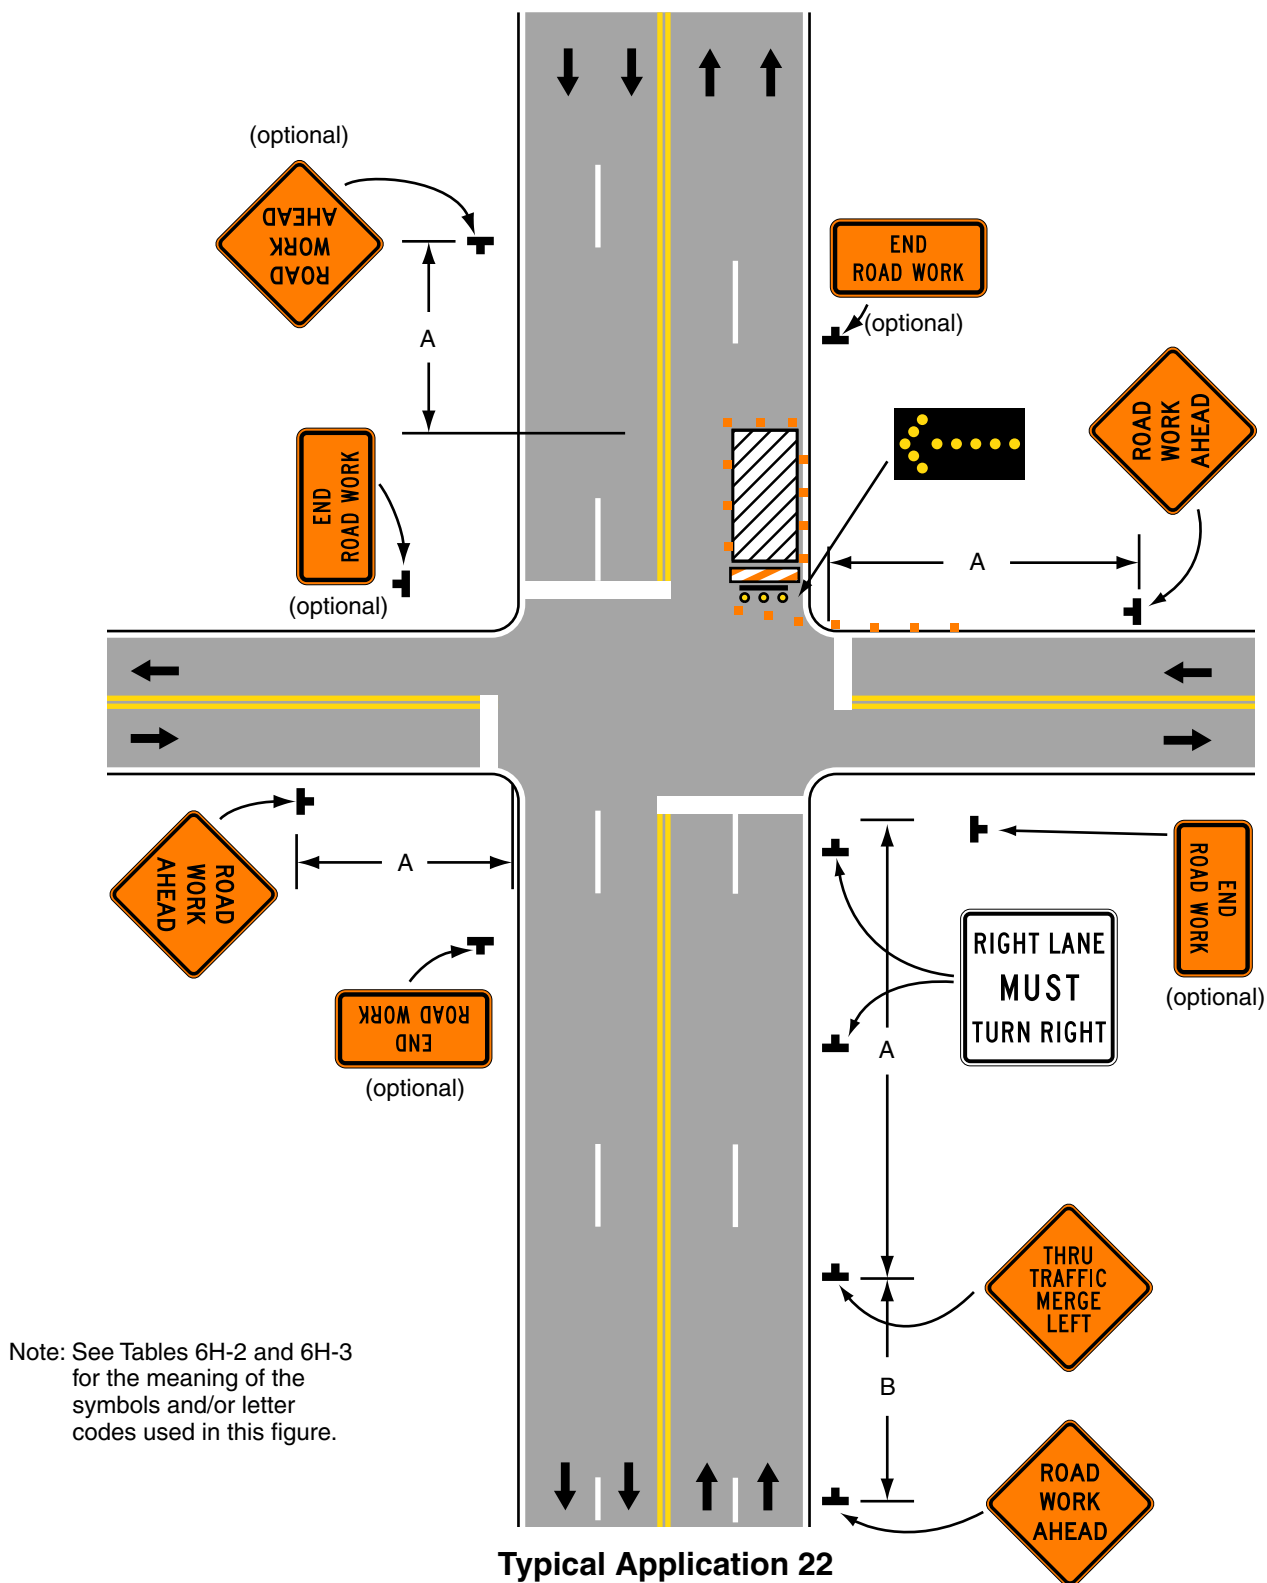 (optional)
ROAD
WORK
AHEAD
A
END
ROAD WORK
(optional)
ROAD
WORK
AHEAD
END
ROAD WORK
(optional)
A
ROAD
WORK
AHEAD
A
END
ROAD WORK
(optional)
RIGHT LANE
MUST
TURN RIGHT
A
END
ROAD WORK
(optional)
THRU
TRAFFIC
MERGE
LEFT
B
Note: See Tables 6H-2 and 6H-3
for the meaning of the
symbols and/or letter
codes used in this figure.
ROAD
WORK
AHEAD
Typical Application 22